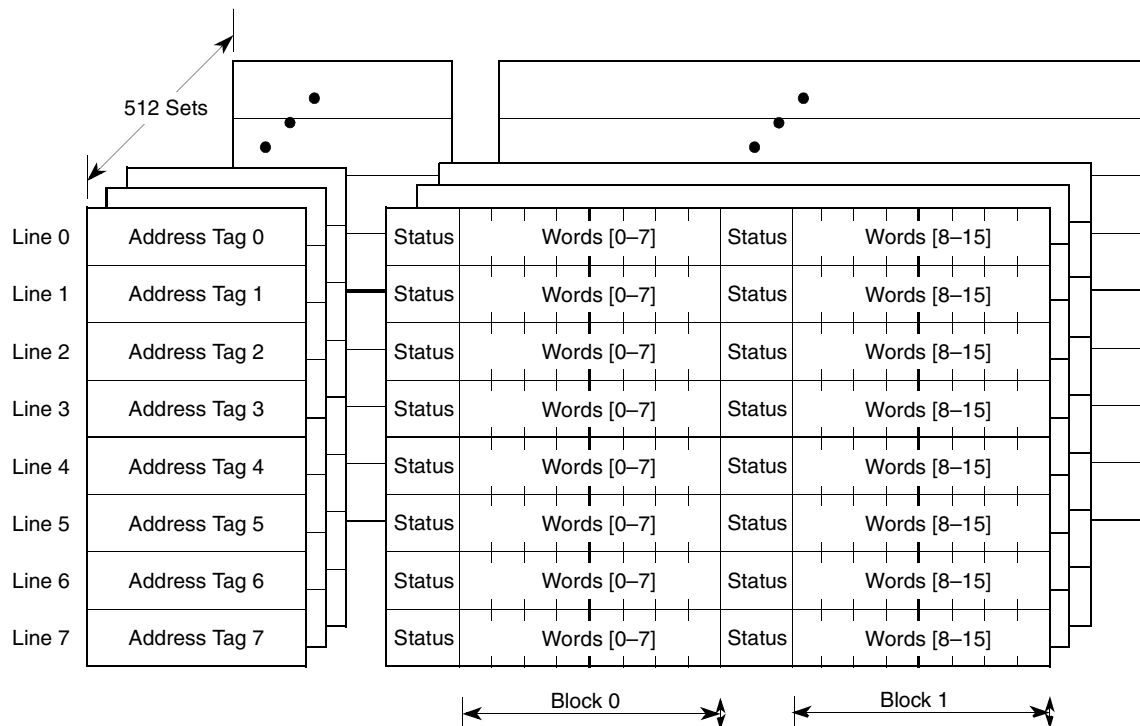 512 Sets
Line 0 Address Tag 0 Status Words [0–7] Status Words [8–15]
Line 1 Address Tag 1 Status Words [0–7] Status Words [8–15]
Line 2 Address Tag 2 Status Words [0–7] Status Words [8–15]
Line 3 Address Tag 3 Status Words [0–7] Status Words [8–15]
Line 4 Address Tag 4 Status Words [0–7] Status Words [8–15]
Line 5 Address Tag 5 Status Words [0–7] Status Words [8–15]
Line 6 Address Tag 6 Status Words [0–7] Status Words [8–15]
Line 7 Address Tag 7 Status Words [0–7] Status Words [8–15]
Block 0 Block 1